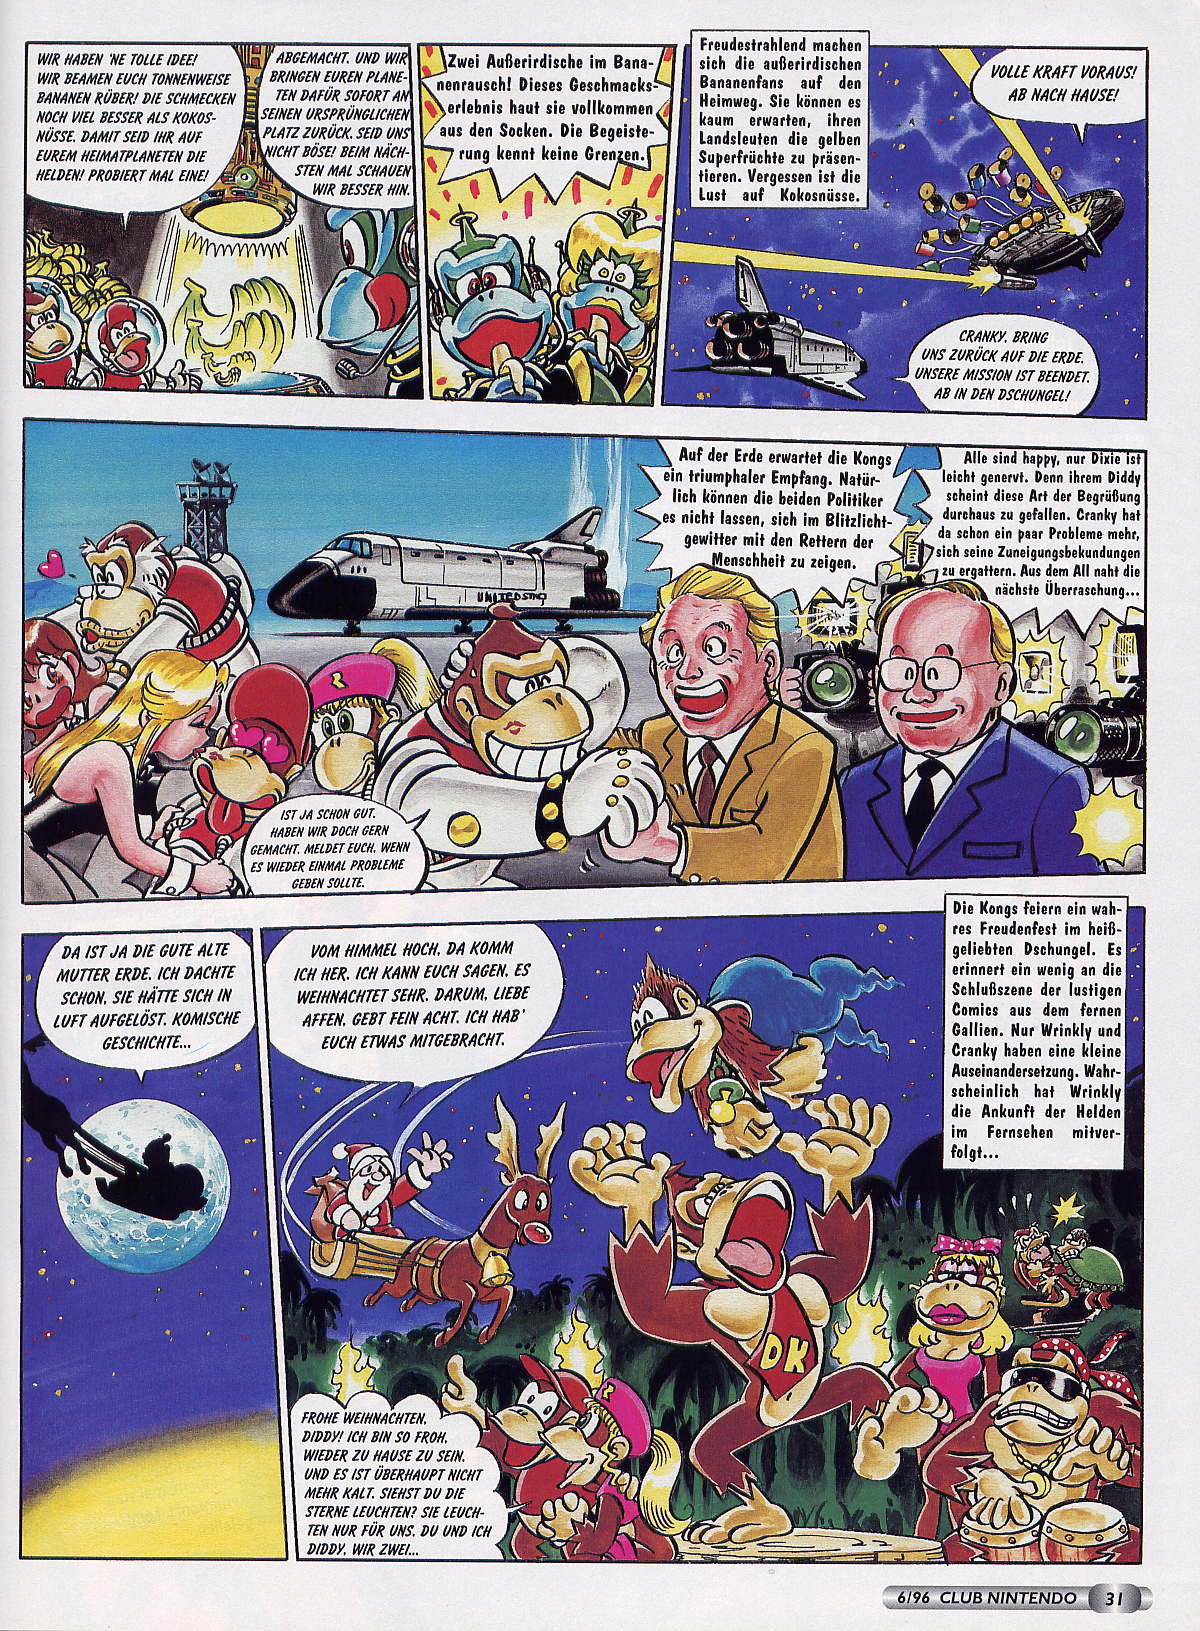 WIR HABEN 'NE TOLLE IDEE!
WIR BEAMEN EUCH TONNENWEISE
BANANEN RÜBER! DIE SCHMECKEN
NOCH VIEL BESSER ALS KOKOS-
NÜSSE. DAMIT SEID IHR AUF
EUREM HEIMATPLANETEN DIE
HELDEN! PROBIERT MAL EINE!
ABGEMACHT. UND WIR
BRINGEN EUREN PLANE-
TEN DAFÜR SOFORT AN
SEINEN URSPRÜNGLICHEN
PLATZ ZURÜCK. SEID UNS
NICHT BÖSE! BEIM NÄCH-
STEN MAL SCHAUEN
WIR BESSER HIN.
Zwei Außerirdische im Bana-
nenrausch! Dieses Geschmacks-
erlebnis haut sie vollkommen
aus den Socken. Die Begeiste-
rung kennt keine Grenzen.
Freudestrahlend machen
sich die außerirdischen
Bananenfans auf den
Heimweg. Sie können es
kaum erwarten, ihren
Landsleuten die gelben
Superfrüchte zu präsen-
tieren. Vergessen ist die
Lust auf Kokosnüsse.
VOLLE KRAFT VORAUS!
AB NACH HAUSE!
CRANKY, BRING
UNS ZURÜCK AUF DIE ERDE.
UNSERE MISSION IST BEENDET.
AB IN DEN DSCHUNGEL!
Auf der Erde erwartet die Kongs
ein triumphaler Empfang. Natür-
lich können die beiden Politiker
es nicht lassen, sich im Blitzlicht-
gewitter mit den Rettern der
Menschheit zu zeigen.
Alle sind happy, nur Dixie ist
leicht genervt. Denn ihrem Diddy
scheint diese Art der Begrüßung
durchaus zu gefallen. Cranky hat
da schon ein paar Probleme mehr,
sich seine Zuneigungsbekundungen
zu ergattern. Aus dem All naht die
nächste Überraschung...
UNITED STA
R
IST JA SCHON GUT.
HABEN WIR DOCH GERN
GEMACHT. MELDET EUCH, WENN
ES WIEDER EINMAL PROBLEME
GEBEN SOLLTE.
DA IST JA DIE GUTE ALTE
MUTTER ERDE. ICH DACHTE
SCHON, SIE HÄTTE SICH IN
LUFT AUFGELÖST. KOMISCHE
GESCHICHTE...
VOM HIMMEL HOCH, DA KOMM
ICH HER. ICH KANN EUCH SAGEN, ES
WEIHNACHTET SEHR. DARUM, LIEBE
AFFEN, GEBT FEIN ACHT. ICH HAB'
EUCH ETWAS MITGEBRACHT.
Die Kongs feiern ein wah-
res Freudenfest im heiß-
geliebten Dschungel. Es
erinnert ein wenig an die
Schlußszene der lustigen
Comics aus dem fernen
Gallien. Nur Wrinkly und
Cranky haben eine kleine
Auseinandersetzung. Wahr-
scheinlich hat Wrinkly
die Ankunft der Helden
im Fernsehen mitver-
folgt...
DK
R
FROHE WEIHNACHTEN,
DIDDY! ICH BIN SO FROH,
WIEDER ZU HAUSE ZU SEIN.
UND ES IST ÜBERHAUPT NICHT
MEHR KALT. SIEHST DU DIE
STERNE LEUCHTEN? SIE LEUCH-
TEN NUR FÜR UNS. DU UND ICH
DIDDY. WIR ZWEI...
6/96 CLUB NINTENDO 31